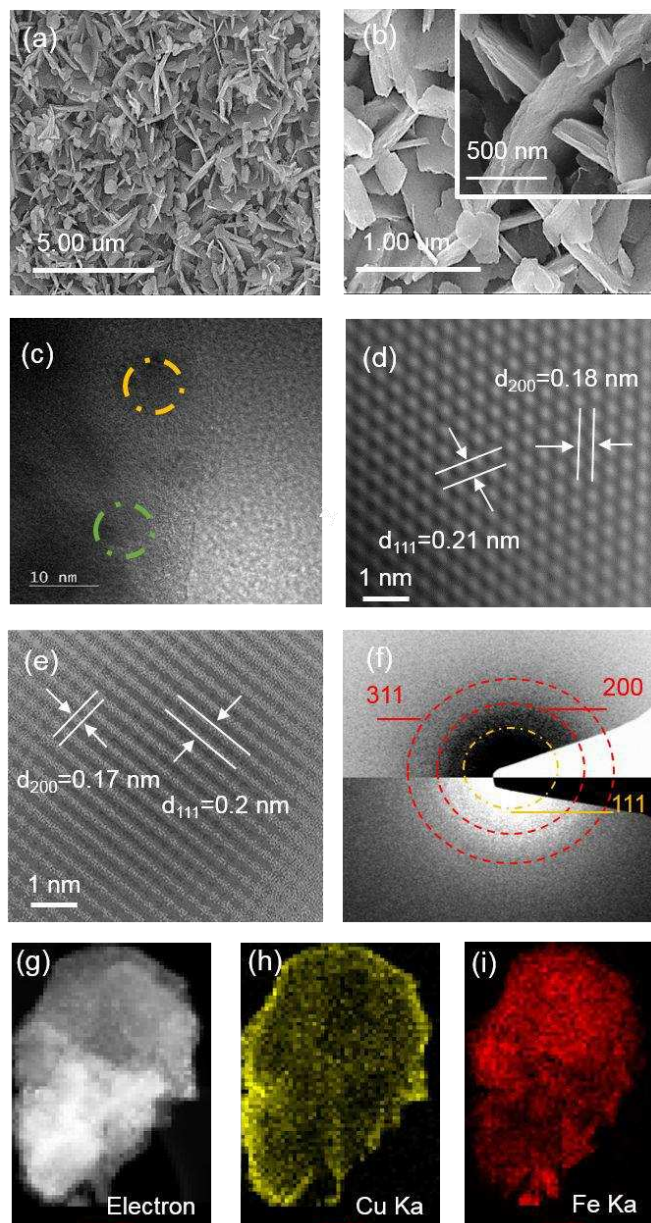 (a)
5.00 um
(b)
500 nm
1.00 um
(c)
10 nm
(d)
d₂₀₀=0.18 nm
d₁₁₁=0.21 nm
1 nm
(e)
d₂₀₀=0.17 nm
d₁₁₁=0.2 nm
1 nm
(f)
311
200
111
(g)
Electron
(h)
Cu Ka
(i)
Fe Ka